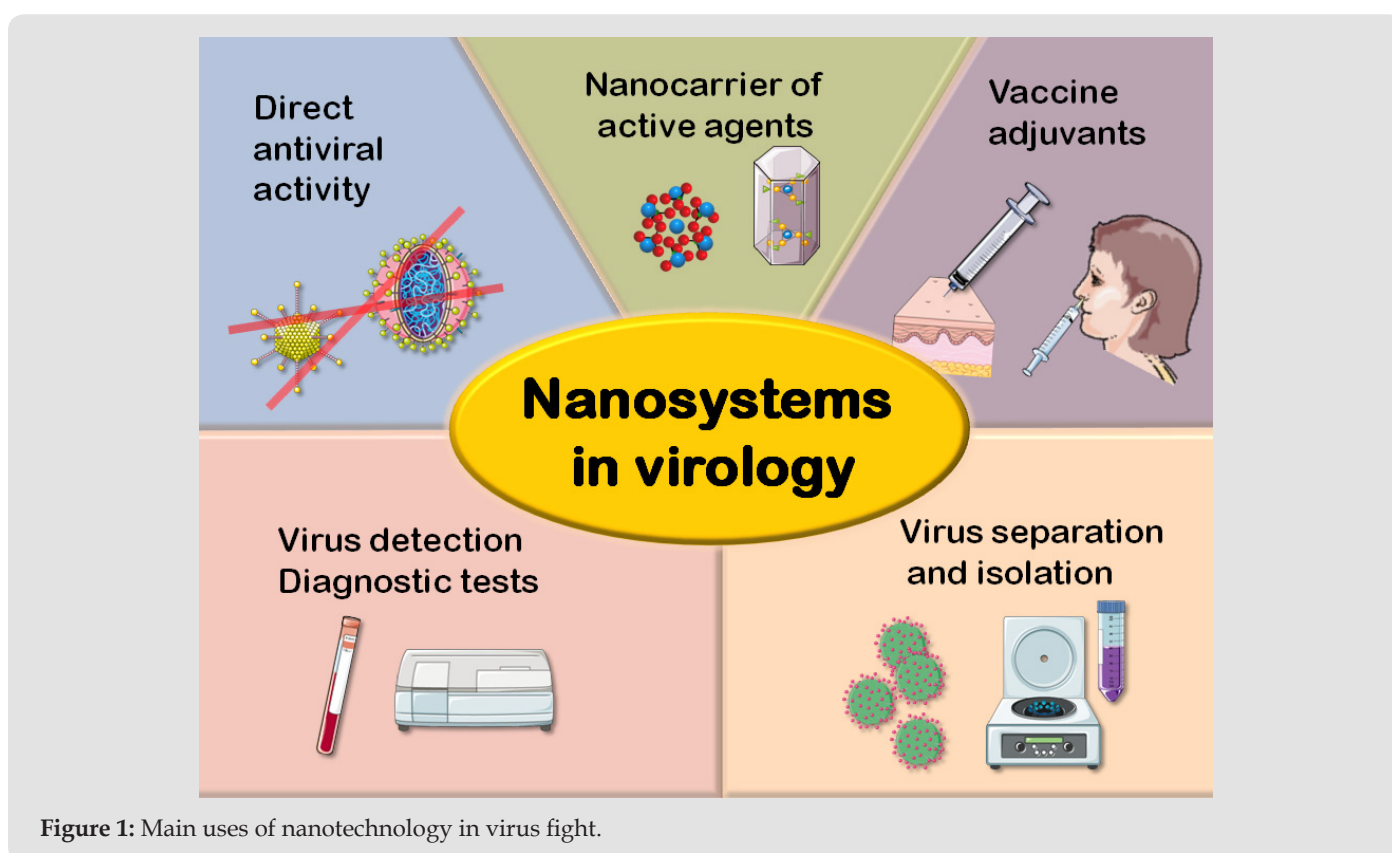 Direct
antiviral
activity
Nanocarrier of
active agents
Vaccine
adjuvants
Nanosystems
in virology
Virus detection
Diagnostic tests
Virus separation
and isolation
Figure 1: Main uses of nanotechnology in virus fight.